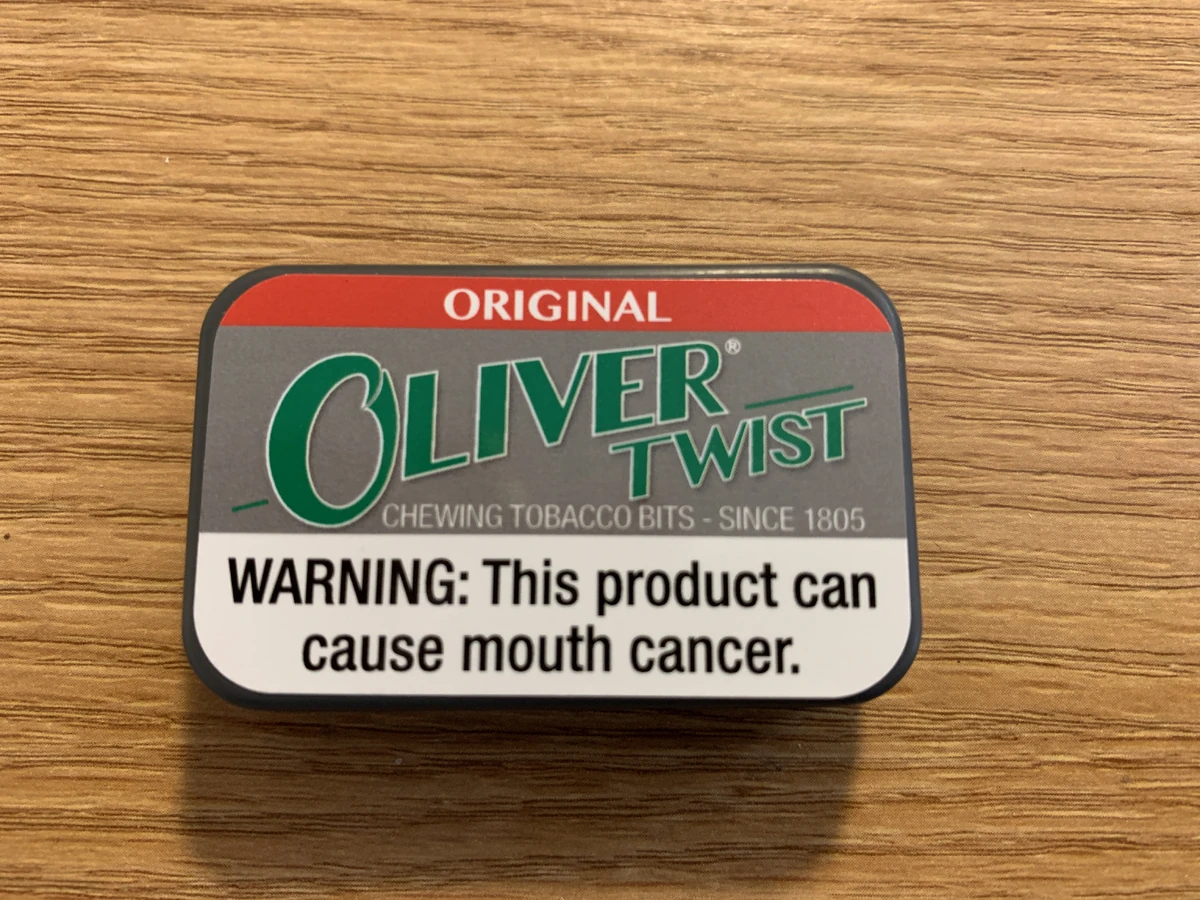 ORIGINAL
OLIVER®
TWIST
CHEWING TOBACCO BITS - SINCE 1805
WARNING: This product can
cause mouth cancer.